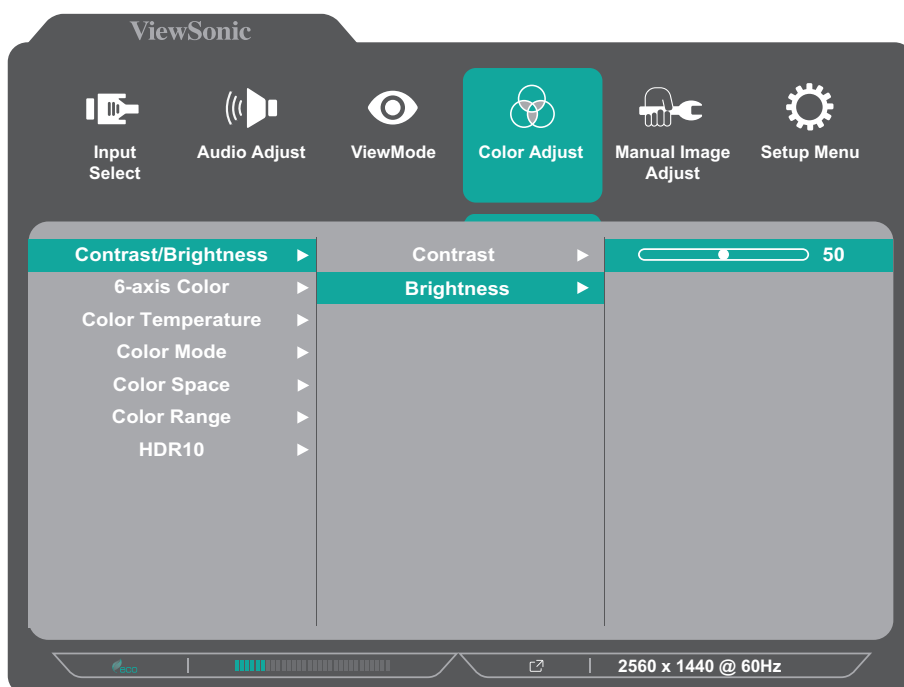 ViewSonic
Input Select
Audio Adjust
ViewMode
Color Adjust
Manual Image Adjust
Setup Menu
Contrast/Brightness
Contrast
50
6-axis Color
Brightness
Color Temperature
Color Mode
Color Space
Color Range
HDR10
eco
2560 x 1440 @ 60Hz